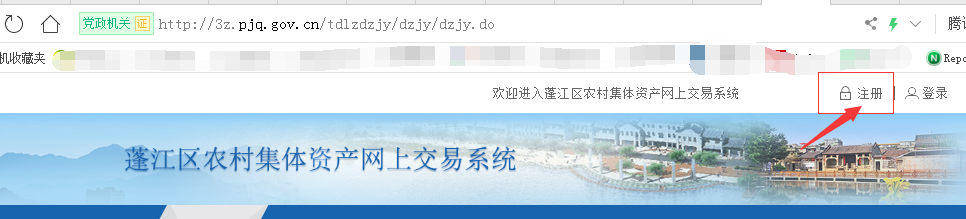 党政机关 证 http://3z.pjq.gov.cn/tdlzdzjy/dzjy/dzjy.do 腾
机收藏夹 N Repo
欢迎进入蓬江区农村集体资产网上交易系统 注册 登录
蓬江区农村集体资产网上交易系统